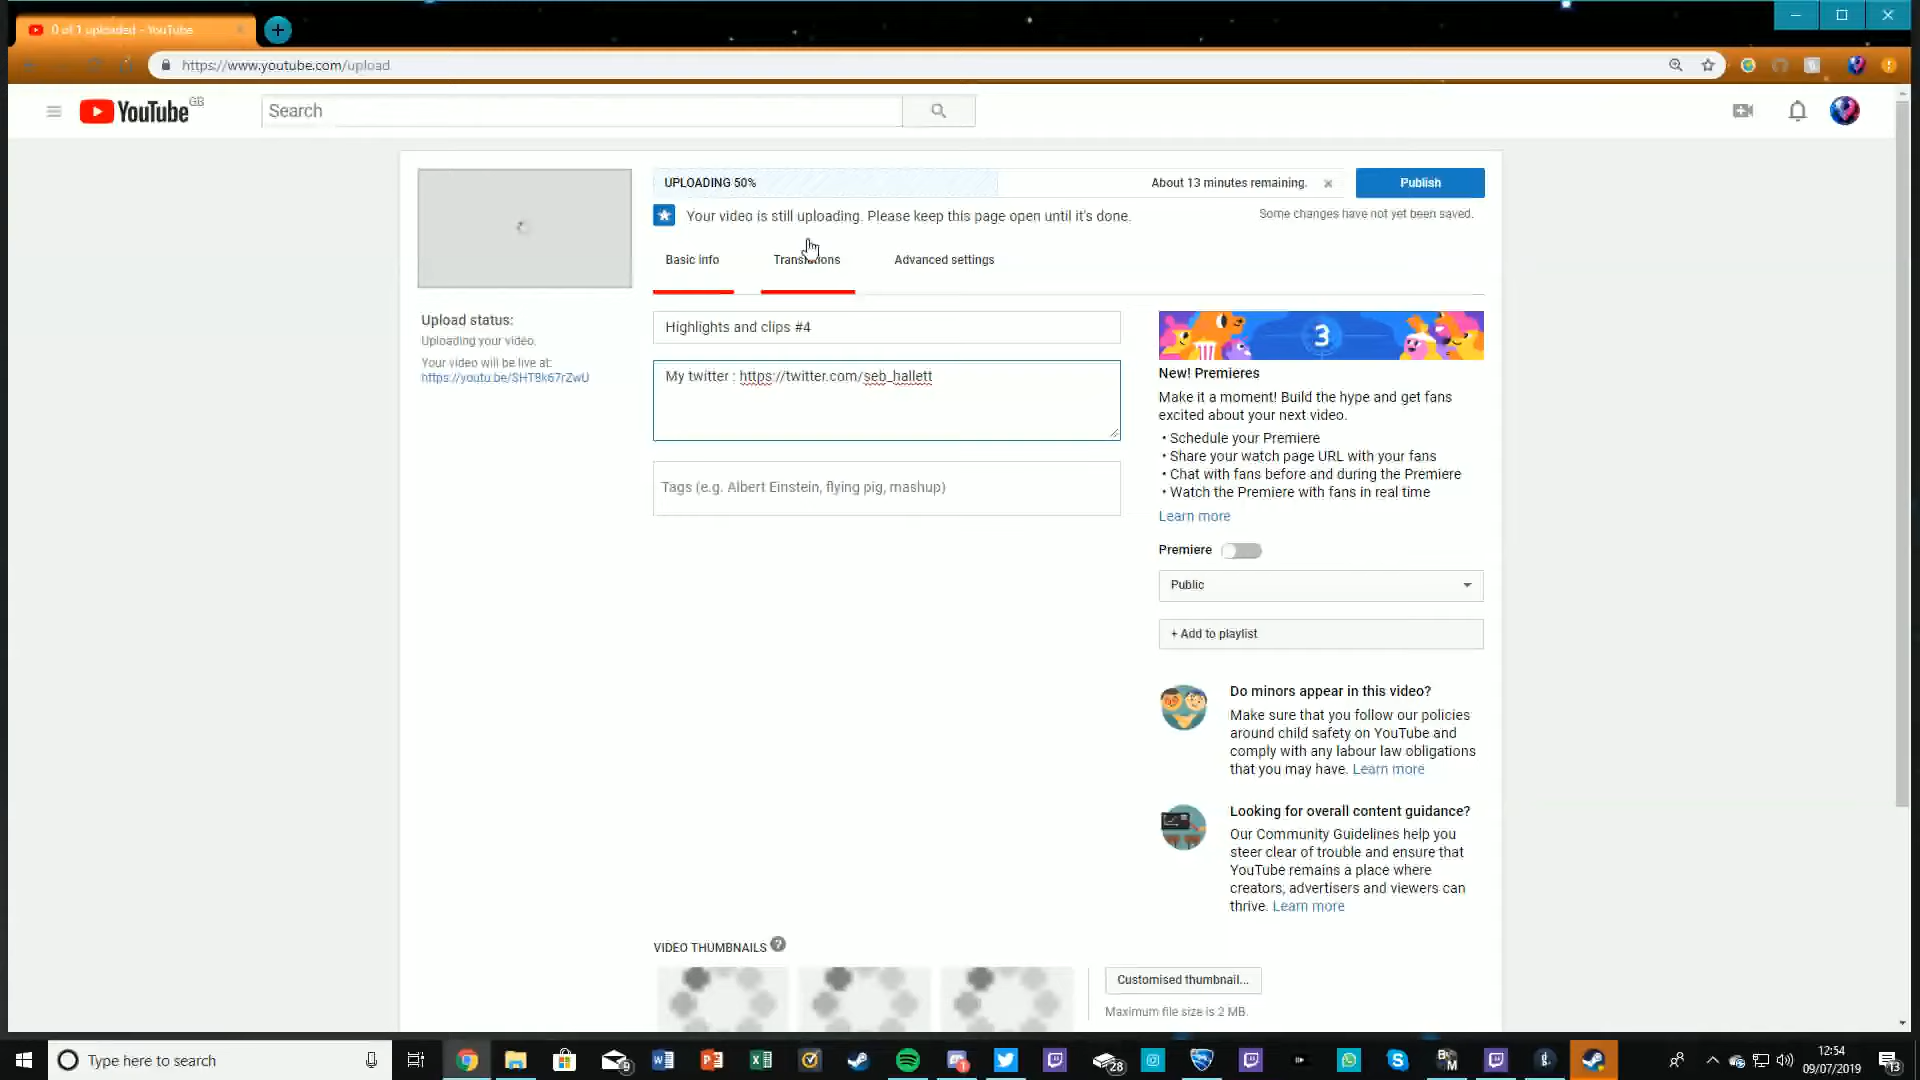 0 of 1 uploaded - YouTube
https://www.youtube.com/upload
YouTube GB
Search
UPLOADING 50%
About 13 minutes remaining.
Publish
Your video is still uploading. Please keep this page open until it's done.
Some changes have not yet been saved.
Basic info
Translations
Advanced settings
Upload status:
Uploading your video.
Your video will be live at:
https://youtu.be/SHT8k67rZwU
Highlights and clips #4
My twitter : https://twitter.com/seb_hallett
Tags (e.g. Albert Einstein, flying pig, mashup)
3
New! Premieres
Make it a moment! Build the hype and get fans
excited about your next video.
• Schedule your Premiere
• Share your watch page URL with your fans
• Chat with fans before and during the Premiere
• Watch the Premiere with fans in real time
Learn more
Premiere
Public
+ Add to playlist
Do minors appear in this video?
Make sure that you follow our policies
around child safety on YouTube and
comply with any labour law obligations
that you may have. Learn more
Looking for overall content guidance?
Our Community Guidelines help you
steer clear of trouble and ensure that
YouTube remains a place where
creators, advertisers and viewers can
thrive. Learn more
VIDEO THUMBNAILS ?
Customised thumbnail...
Maximum file size is 2 MB.
Type here to search
9
28
1
12:54
09/07/2019
13